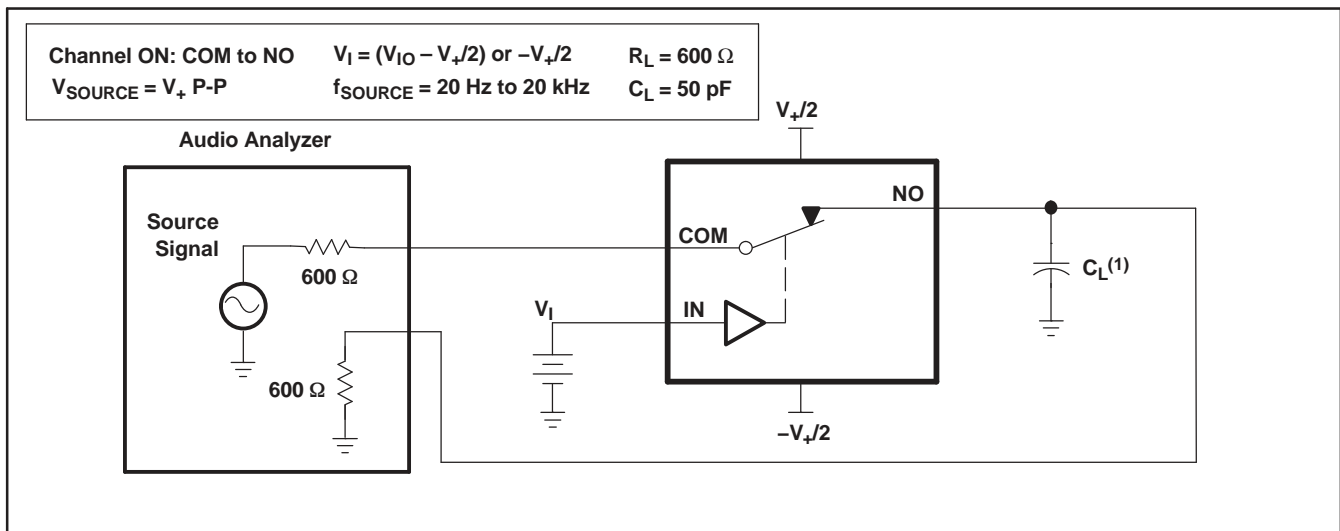 Channel ON: COM to NO V_I = (V_IO – V_+/2) or –V_+/2 R_L = 600 Ω
V_SOURCE = V_+ P-P f_SOURCE = 20 Hz to 20 kHz C_L = 50 pF
V_+/2
Audio Analyzer
NO
Source
Signal
COM
600 Ω
C_L(1)
V_I
IN
600 Ω
–V_+/2